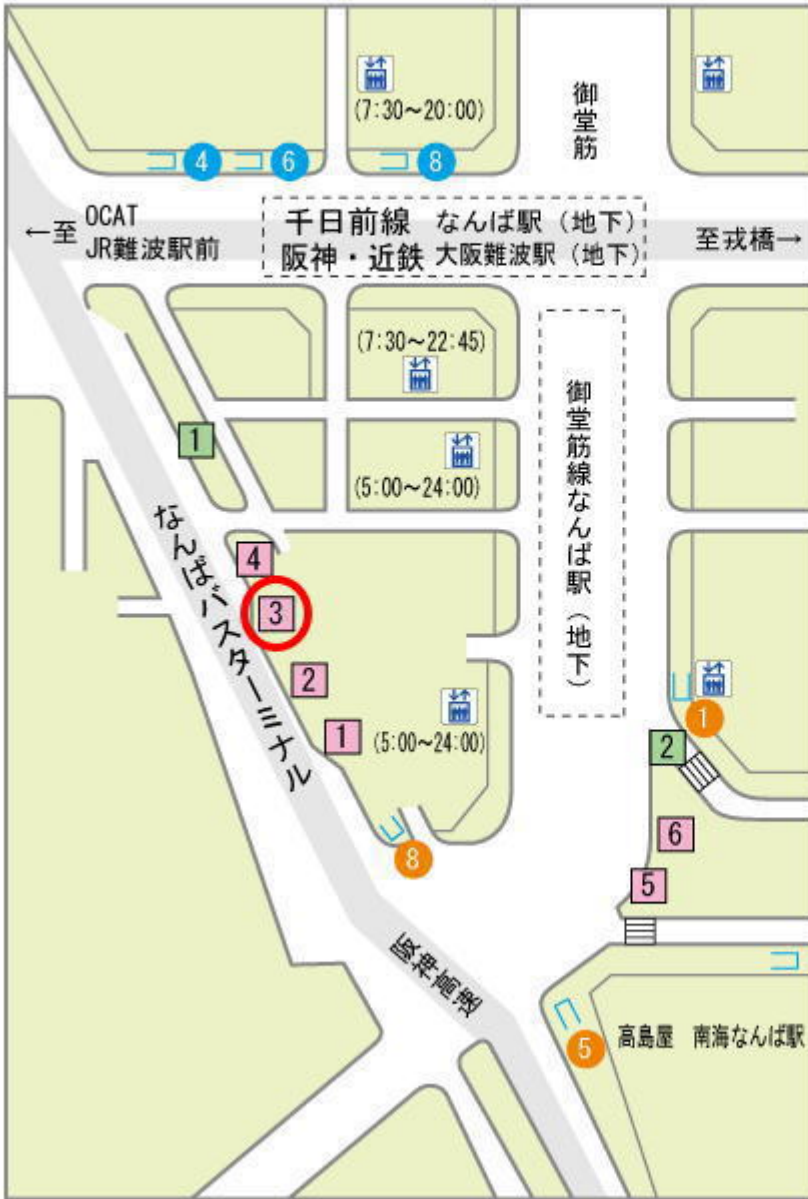 (7:30～20:00)
御堂筋
4
6
8
←至 OCAT
JR難波駅前
千日前線 なんば駅（地下）
阪神・近鉄 大阪難波駅（地下）
至戎橋→
(7:30～22:45)
御堂筋線なんば駅（地下）
1
(5:00～24:00)
なんばバスターミナル
4
3
2
1
(5:00～24:00)
1
2
6
8
5
阪神高速
5
高島屋 南海なんば駅